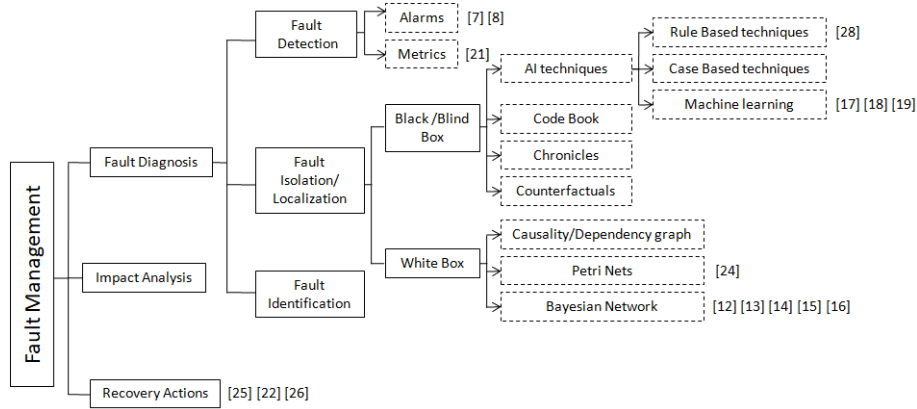 Fault Management
Fault Diagnosis
Impact Analysis
Recovery Actions
[25] [22] [26]
Fault
Detection
Fault
Isolation/
Localization
Fault
Identification
Alarms
[7] [8]
Metrics
[21]
Black /Blind
Box
White Box
AI techniques
Code Book
Chronicles
Counterfactuals
Causality/Dependency graph
Petri Nets
[24]
Bayesian Network
[12] [13] [14] [15] [16]
Rule Based techniques
[28]
Case Based techniques
Machine learning
[17] [18] [19]